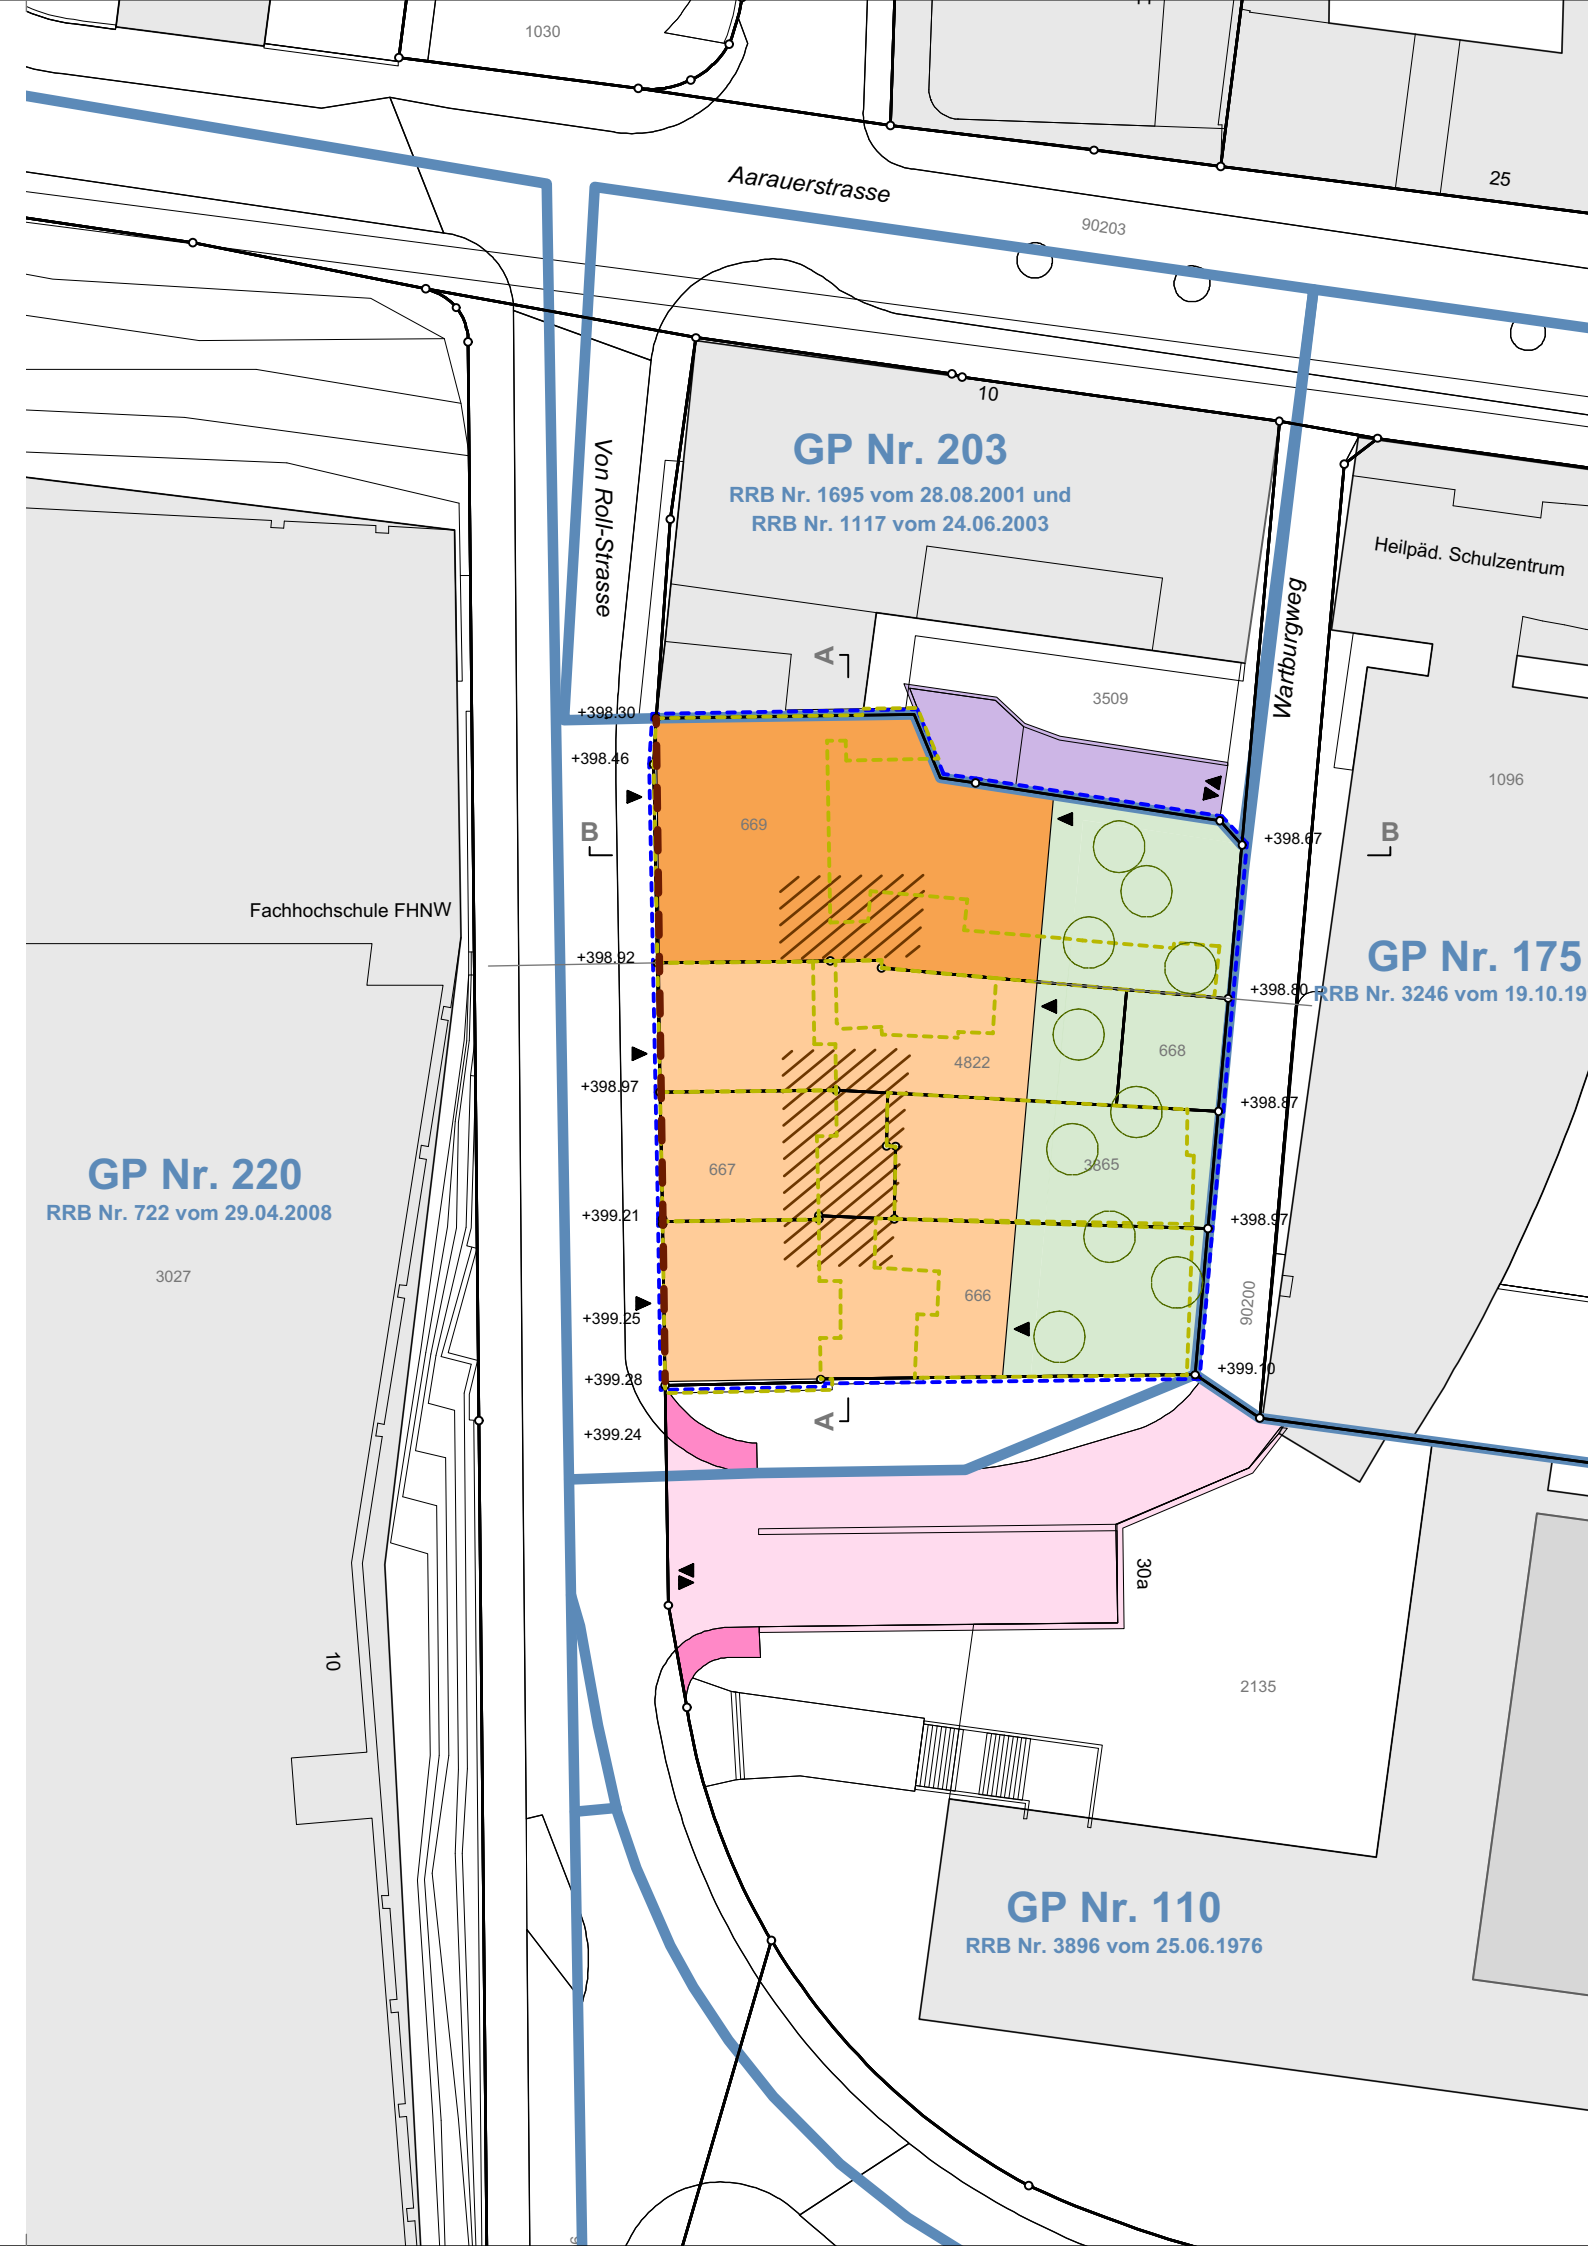 1030
Aarauerstrasse
90203
25
10
GP Nr. 203
RRB Nr. 1695 vom 28.08.2001 und
RRB Nr. 1117 vom 24.06.2003
Von Roll-Strasse
Heilpäd. Schulzentrum
Wartburgweg
A
3509
+398.30
+398.46
1096
669
B
B
+398.67
Fachhochschule FHNW
+398.92
GP Nr. 175
+398.80
RRB Nr. 3246 vom 19.10.19
4822
668
+398.97
+398.87
GP Nr. 220
RRB Nr. 722 vom 29.04.2008
667
3865
+399.21
+398.97
3027
666
90200
+399.25
+399.28
+399.10
A
+399.24
30a
10
2135
GP Nr. 110
RRB Nr. 3896 vom 25.06.1976